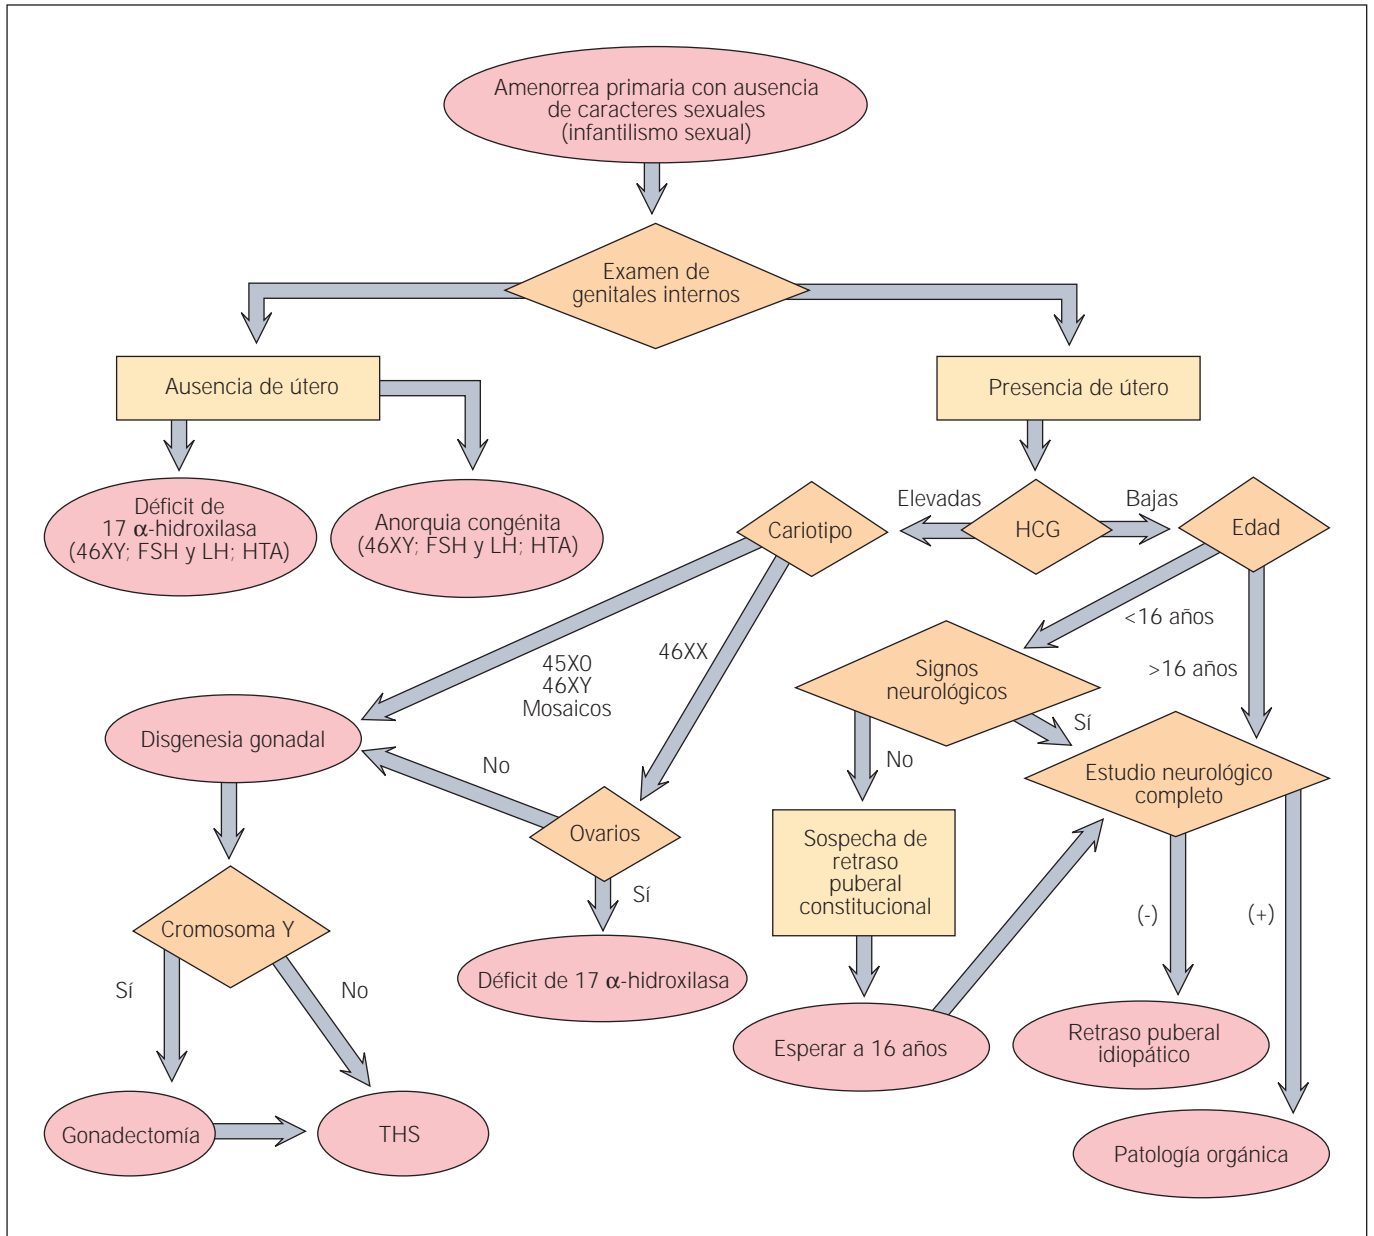 Amenorrea primaria con ausencia
de caracteres sexuales
(infantilismo sexual)
Examen de
genitales internos
Ausencia de útero
Presencia de útero
Déficit de
17 α-hidroxilasa
(46XY; FSH y LH; HTA)
Anorquia congénita
(46XY; FSH y LH; HTA)
Cariotipo
Elevadas
HCG
Bajas
Edad
<16 años
>16 años
45X0
46XY
Mosaicos
46XX
Signos
neurológicos
Sí
No
Disgenesia gonadal
No
Ovarios
Sí
Estudio neurológico
completo
Sospecha de
retraso
puberal
constitucional
(-)
(+)
Cromosoma Y
Sí
No
Déficit de 17 α-hidroxilasa
Esperar a 16 años
Retraso puberal
idiopático
Gonadectomía
THS
Patología orgánica